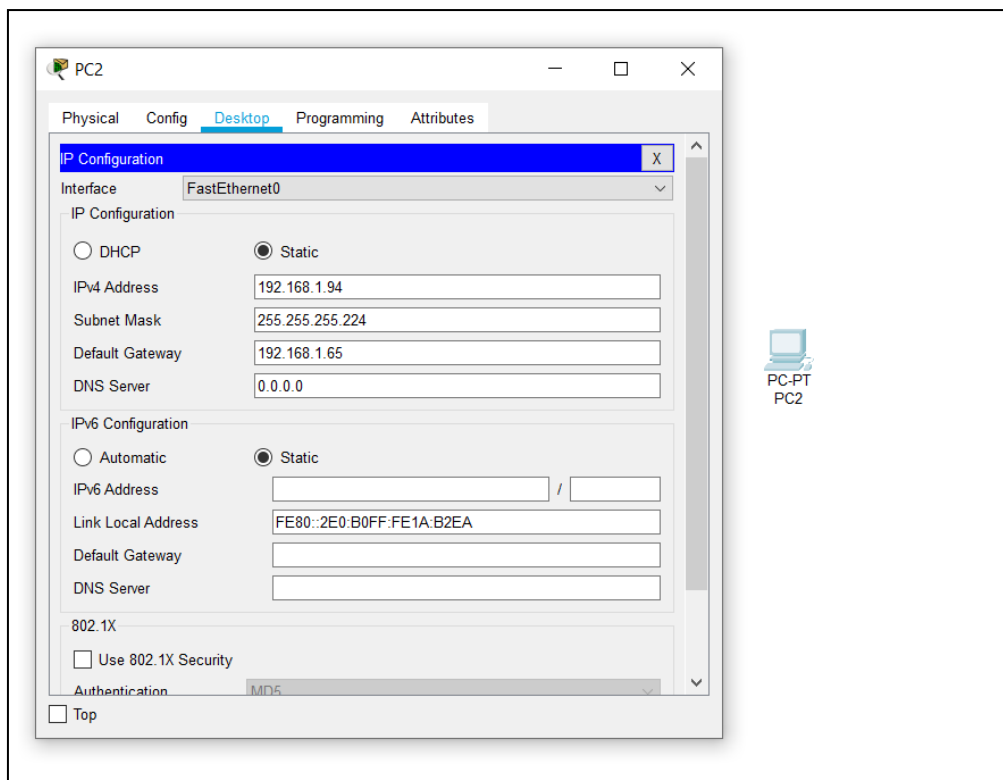 PC2
Physical Config Desktop Programming Attributes
IP Configuration X
Interface FastEthernet0
IP Configuration
DHCP Static
IPv4 Address 192.168.1.94
Subnet Mask 255.255.255.224
Default Gateway 192.168.1.65
DNS Server 0.0.0.0
IPv6 Configuration
Automatic Static
IPv6 Address /
Link Local Address FE80::2E0:B0FF:FE1A:B2EA
Default Gateway
DNS Server
802.1X
Use 802.1X Security
Authentication MD5
Top
PC-PT
PC2